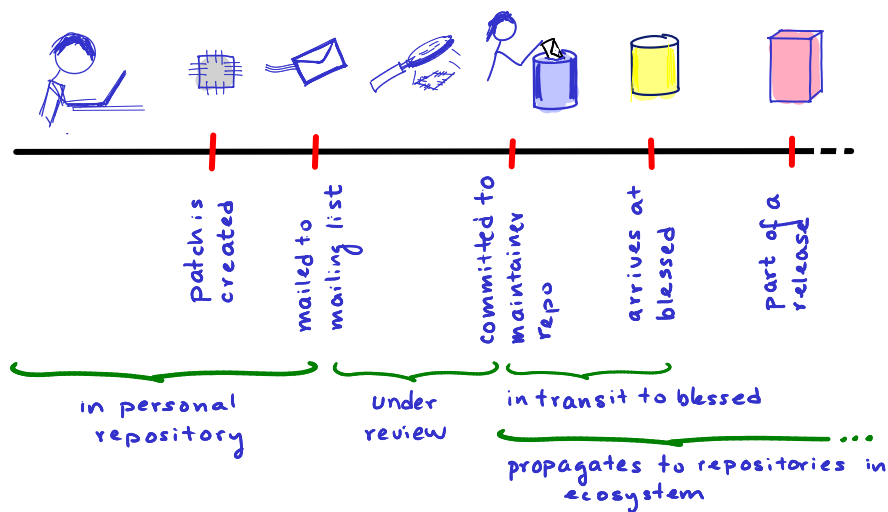 patch is
created
mailed to
mailing list
committed to
maintainer
repo
arrives at
blessed
part of a
release
in personal
repository
under
review
in transit to blessed
propagates to repositories in
ecosystem